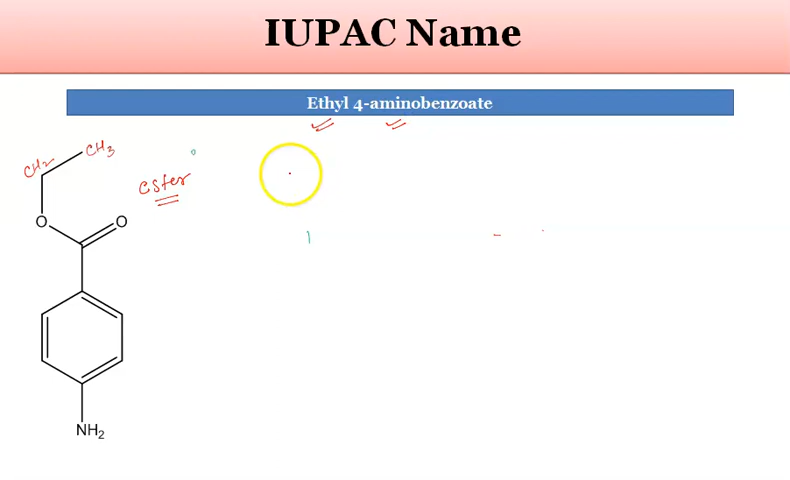 IUPAC Name
Ethyl 4-aminobenzoate
CH3
CH2
ester
O
O
NH2